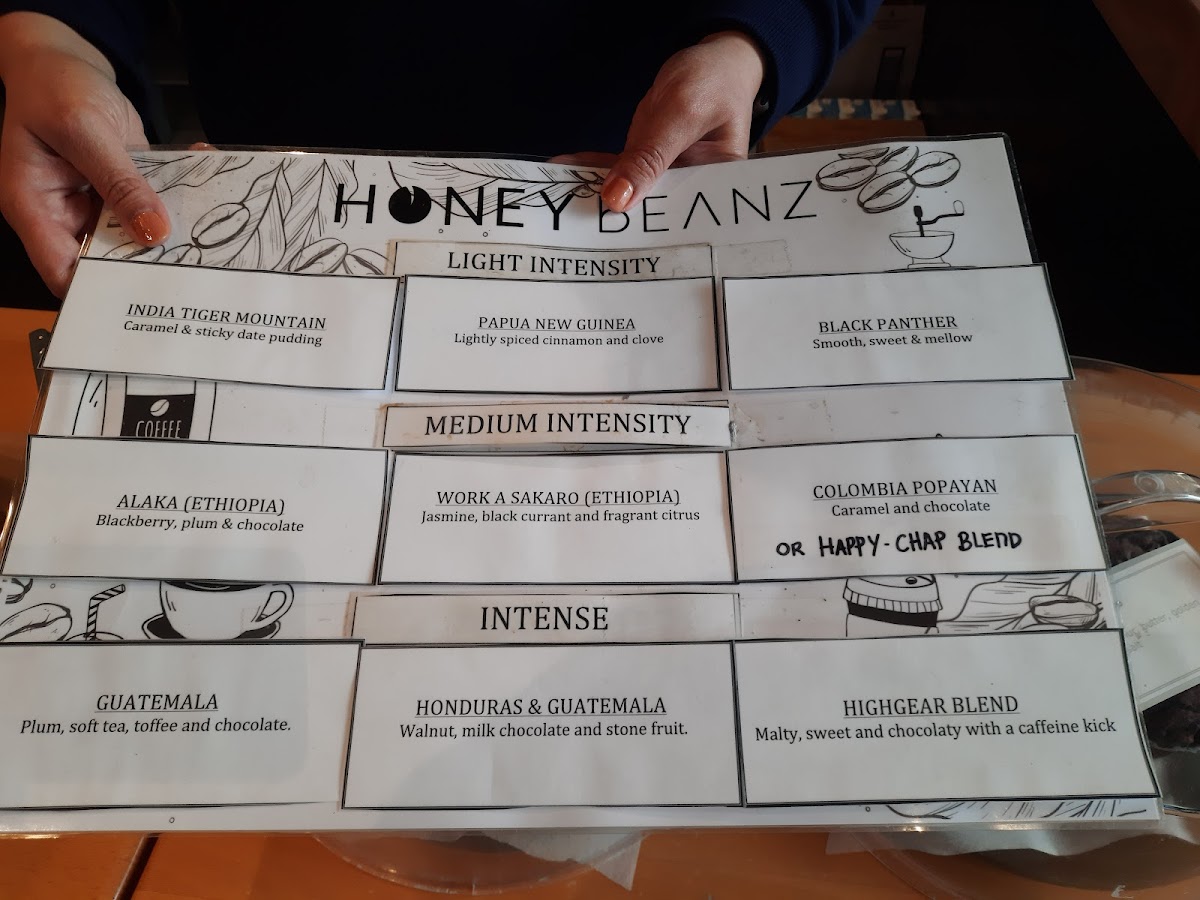 HONEY BEANZ
LIGHT INTENSITY
INDIA TIGER MOUNTAIN
Caramel & sticky date pudding
PAPUA NEW GUINEA
Lightly spiced cinnamon and clove
BLACK PANTHER
Smooth, sweet & mellow
COFFEE
MEDIUM INTENSITY
ALAKA (ETHIOPIA)
Blackberry, plum & chocolate
WORK A SAKARO (ETHIOPIA)
Jasmine, black currant and fragrant citrus
COLOMBIA POPAYAN
Caramel and chocolate
OR HAPPY-CHAP BLEND
INTENSE
GUATEMALA
Plum, soft tea, toffee and chocolate.
HONDURAS & GUATEMALA
Walnut, milk chocolate and stone fruit.
HIGHGEAR BLEND
Malty, sweet and chocolaty with a caffeine kick